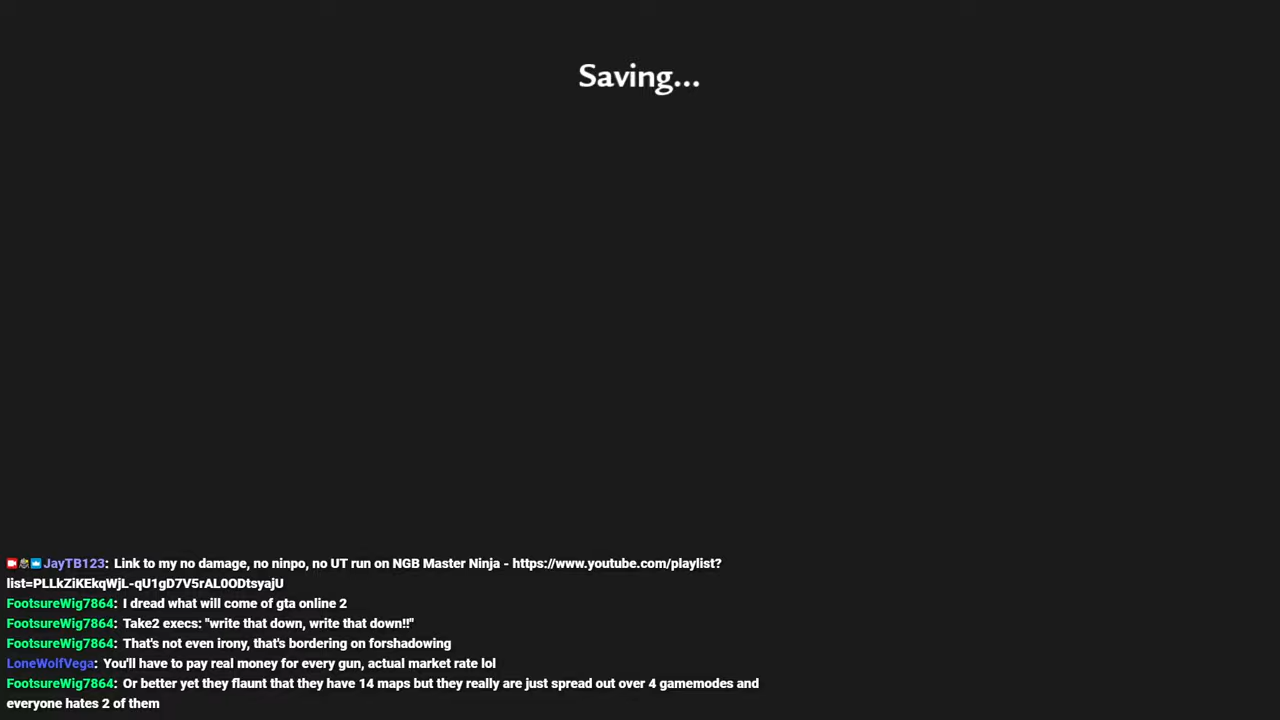 Saving...
JayTB123: Link to my no damage, no ninpo, no UT run on NGB Master Ninja - https://www.youtube.com/playlist?
list=PLLkZiKEkqWjL-qU1gD7V5rAL0ODtsyajU
FootsureWig7864: I dread what will come of gta online 2
FootsureWig7864: Take2 execs: "write that down, write that down!!"
FootsureWig7864: That's not even irony, that's bordering on forshadowing
LoneWolfVega: You'll have to pay real money for every gun, actual market rate lol
FootsureWig7864: Or better yet they flaunt that they have 14 maps but they really are just spread out over 4 gamemodes and
everyone hates 2 of them